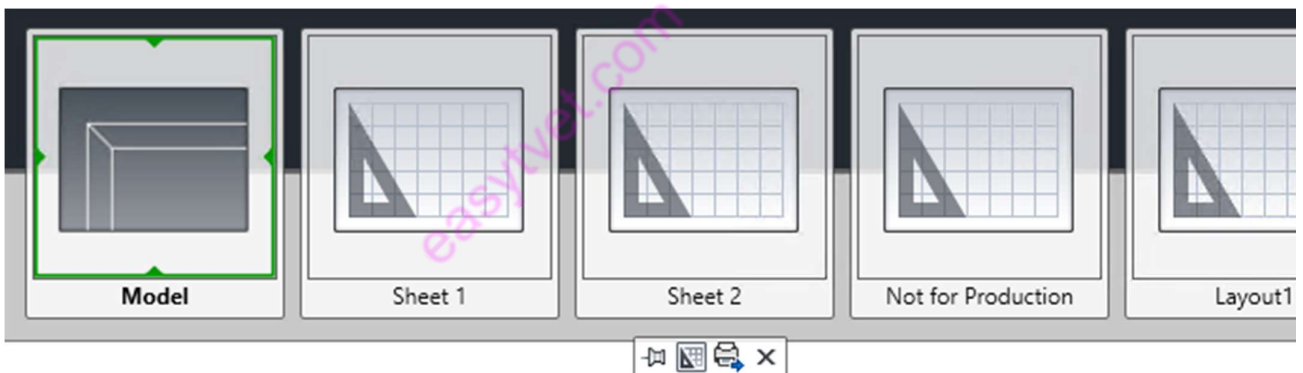 easytvet.com
Model
Sheet 1
Sheet 2
Not for Production
Layout1